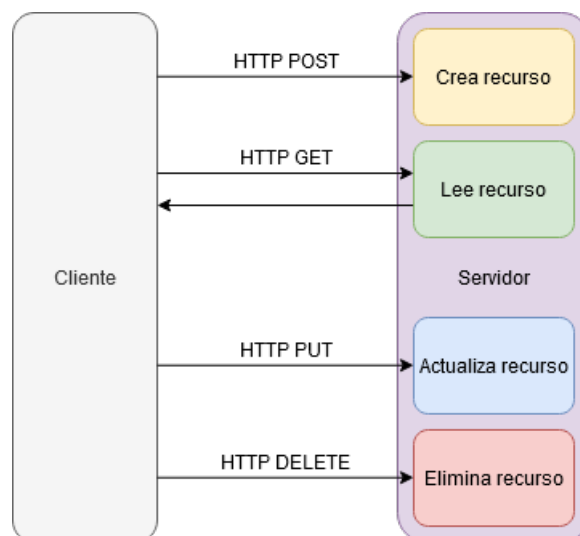 HTTP POST
Crea recurso
HTTP GET
Lee recurso
Cliente
Servidor
HTTP PUT
Actualiza recurso
HTTP DELETE
Elimina recurso